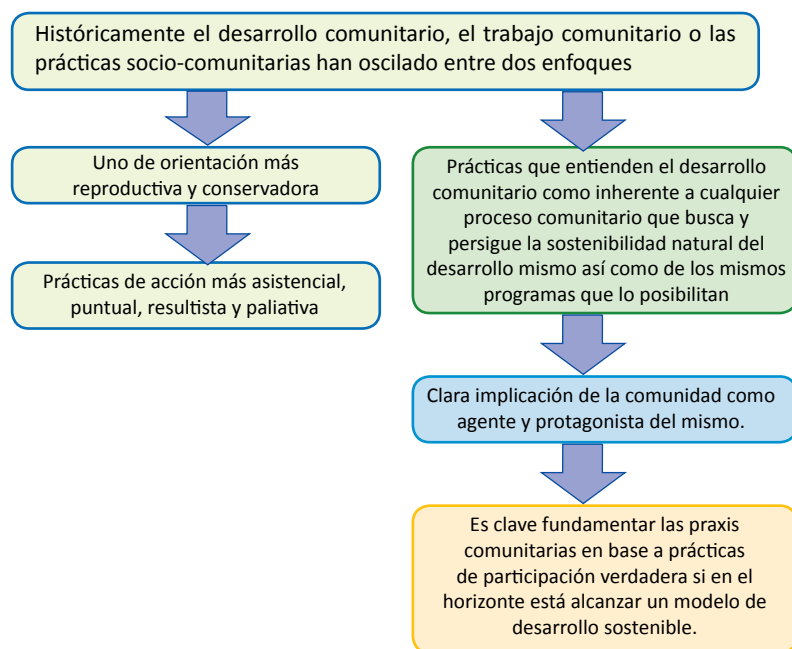 Históricamente el desarrollo comunitario, el trabajo comunitario o las
prácticas socio-comunitarias han oscilado entre dos enfoques
Uno de orientación más
reproductiva y conservadora
Prácticas de acción más asistencial,
puntual, resultista y paliativa
Prácticas que entienden el desarrollo
comunitario como inherente a cualquier
proceso comunitario que busca y
persigue la sostenibilidad natural del
desarrollo mismo así como de los mismos
programas que lo posibilitan
Clara implicación de la comunidad como
agente y protagonista del mismo.
Es clave fundamentar las praxis
comunitarias en base a prácticas
de participación verdadera si en el
horizonte está alcanzar un modelo de
desarrollo sostenible.